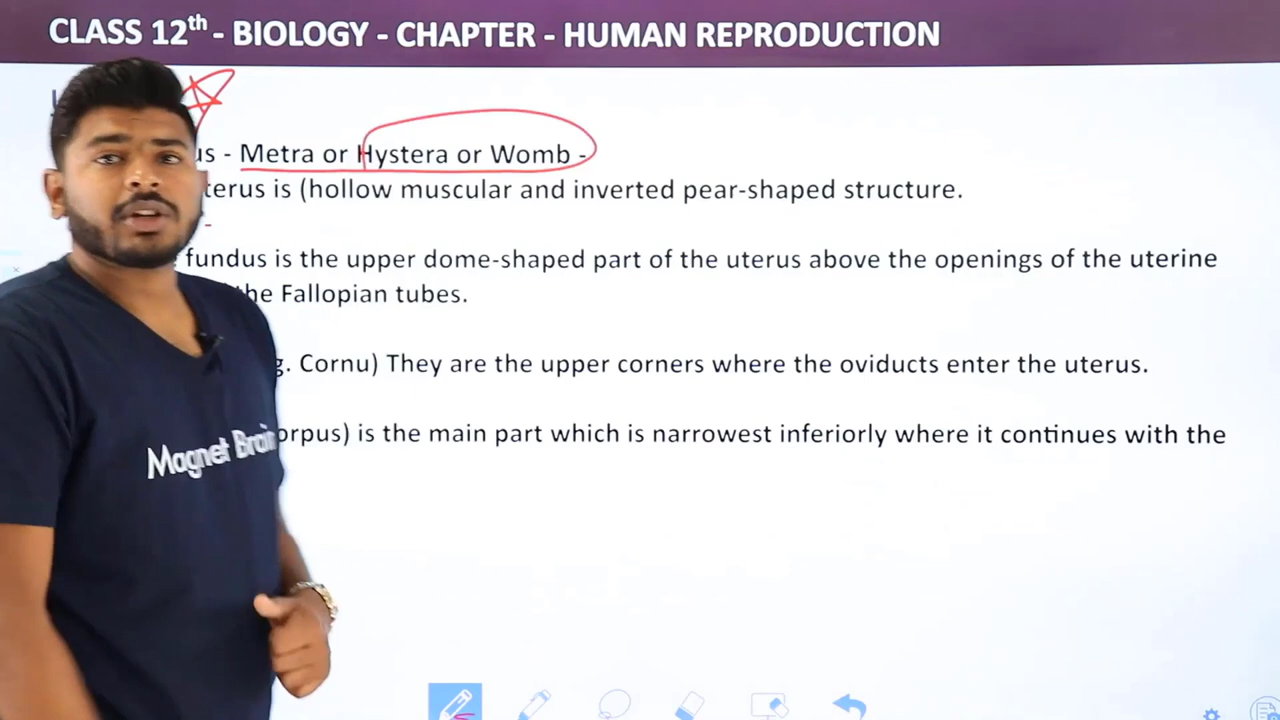 CLASS 12th - BIOLOGY - CHAPTER - HUMAN REPRODUCTION
- Metra or Hystera or Womb -
is (hollow muscular and inverted pear-shaped structure.
-
fundus is the upper dome-shaped part of the uterus above the openings of the uterine
the Fallopian tubes.
Cornu) They are the upper corners where the oviducts enter the uterus.
is the main part which is narrowest inferiorly where it continues with the
Magnet Brain